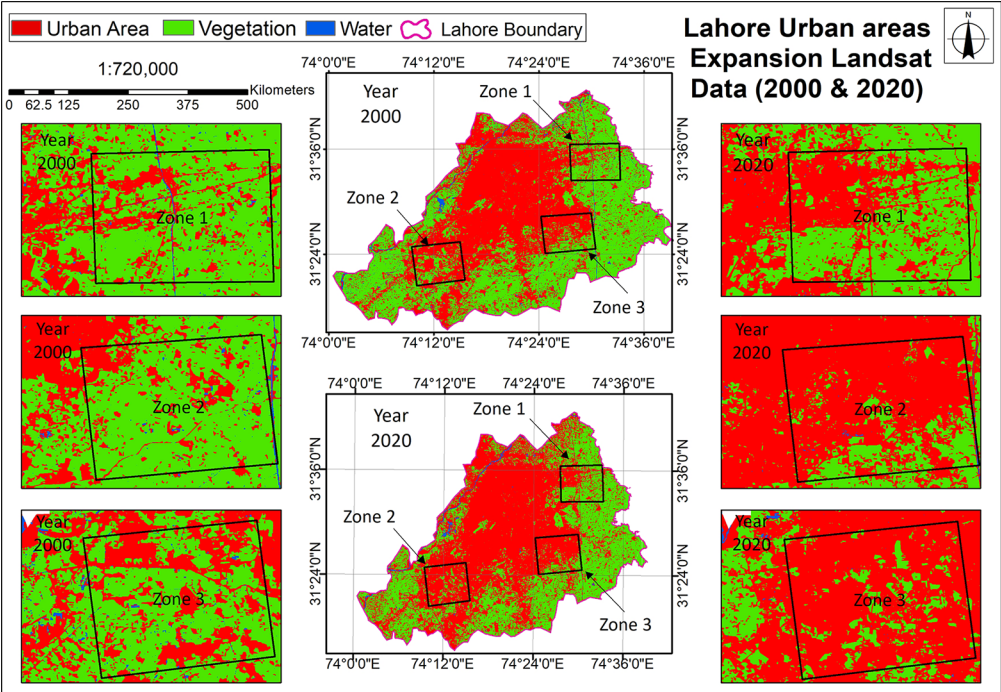 Urban Area Vegetation Water Lahore Boundary
Lahore Urban areas
Expansion Landsat
Data (2000 & 2020)
N
1:720,000
Kilometers
0 62.5 125 250 375 500
74°0'0"E 74°12'0"E 74°24'0"E 74°36'0"E
Year
2000
Zone 1
Zone 2
Zone 3
31°36'0"N
31°24'0"N
31°36'0"N
31°24'0"N
74°0'0"E 74°12'0"E 74°24'0"E 74°36'0"E
Year
2000
Zone 1
Year
2000
Zone 2
Year
2000
Zone 3
Year
2020
Zone 1
Year
2020
Zone 2
Year
2020
Zone 3
74°0'0"E 74°12'0"E 74°24'0"E 74°36'0"E
Year
2020
Zone 1
Zone 2
Zone 3
31°36'0"N
31°24'0"N
31°36'0"N
31°24'0"N
74°0'0"E 74°12'0"E 74°24'0"E 74°36'0"E